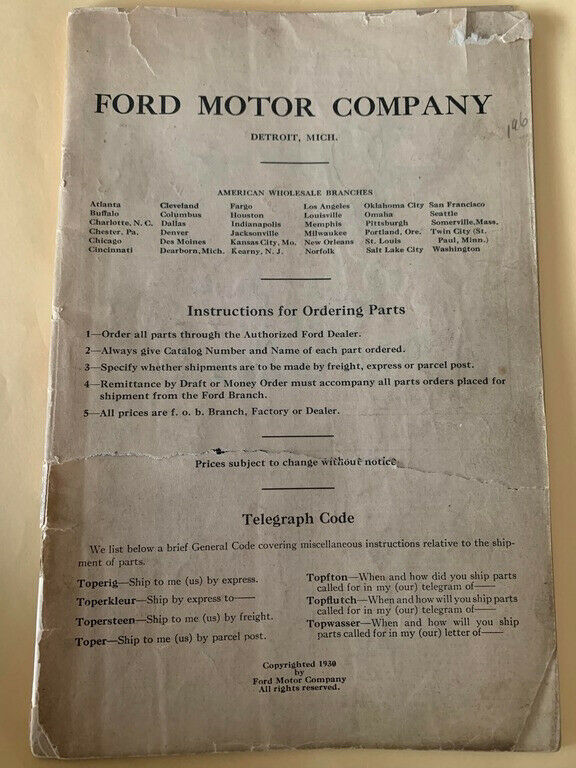 FORD MOTOR COMPANY
DETROIT, MICH.
196
AMERICAN WHOLESALE BRANCHES
Atlanta Cleveland Fargo Los Angeles Oklahoma City San Francisco
Buffalo Columbus Houston Louisville Omaha Seattle
Charlotte, N. C. Dallas Indianapolis Memphis Pittsburgh Somerville, Mass.
Chester, Pa. Denver Jacksonville Milwaukee Portland, Ore. Twin City (St.
Chicago Des Moines Kansas City, Mo. New Orleans St. Louis Paul, Minn.)
Cincinnati Dearborn, Mich. Kearny, N. J. Norfolk Salt Lake City Washington
Instructions for Ordering Parts
1—Order all parts through the Authorized Ford Dealer.
2—Always give Catalog Number and Name of each part ordered.
3—Specify whether shipments are to be made by freight, express or parcel post.
4—Remittance by Draft or Money Order must accompany all parts orders placed for
shipment from the Ford Branch.
5—All prices are f. o. b. Branch, Factory or Dealer.
Prices subject to change without notice
Telegraph Code
We list below a brief General Code covering miscellaneous instructions relative to the ship-
ment of parts.
Toperig—Ship to me (us) by express.
Toperkleur—Ship by express to——
Topersteen—Ship to me (us) by freight.
Toper—Ship to me (us) by parcel post.
Topfton—When and how did you ship parts
called for in my (our) telegram of——
Topflutch—When and how will you ship parts
called for in my (our) telegram of——
Topwasser—When and how will you ship
parts called for in my (our) letter of——
Copyrighted 1930
by
Ford Motor Company
All rights reserved.